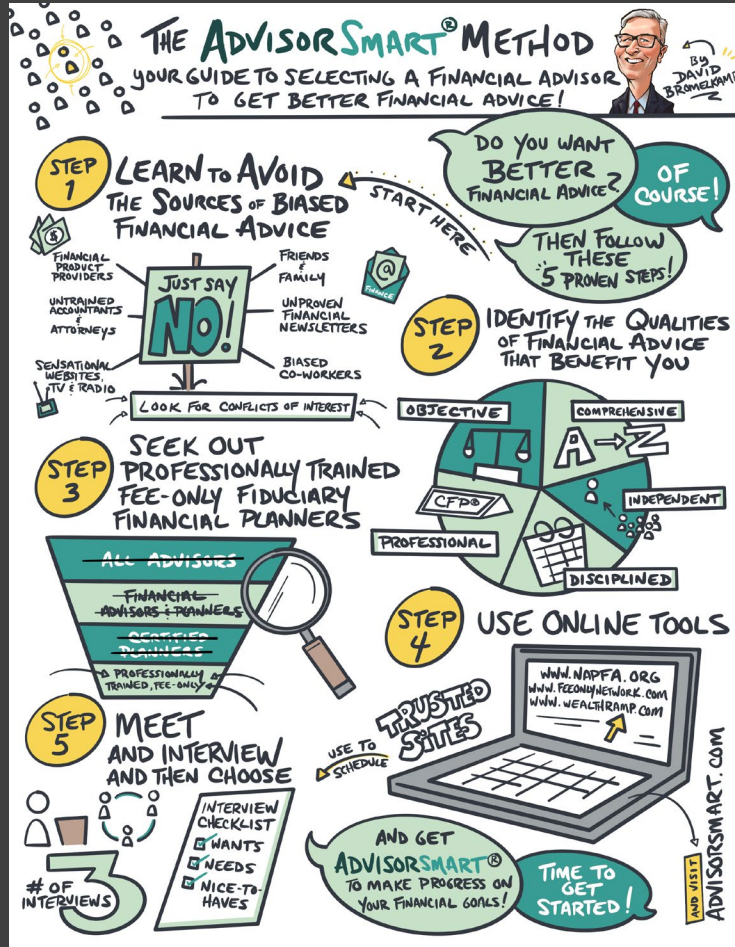 THE ADVISORSMART® METHOD
YOUR GUIDE TO SELECTING A FINANCIAL ADVISOR
TO GET BETTER FINANCIAL ADVICE!
BY
DAVID
BROMELKAMP
DO YOU WANT
BETTER
FINANCIAL ADVICE?
OF
COURSE!
THEN FOLLOW
THESE
5 PROVEN STEPS!
START HERE
STEP
1
LEARN TO AVOID
THE SOURCES OF BIASED
FINANCIAL ADVICE
$
FINANCIAL
PRODUCT
PROVIDERS
UNTRAINED
ACCOUNTANTS
&
ATTORNEYS
SENSATIONAL
WEBSITES,
TV & RADIO
JUST SAY
NO!
FRIENDS
&
FAMILY
UNPROVEN
FINANCIAL
NEWSLETTERS
BIASED
CO-WORKERS
@
FINANCE
LOOK FOR CONFLICTS OF INTEREST
STEP
2
IDENTIFY THE QUALITIES
OF FINANCIAL ADVICE
THAT BENEFIT YOU
OBJECTIVE
COMPREHENSIVE
A Z
INDEPENDENT
DISCIPLINED
PROFESSIONAL
CFP®
STEP
3
SEEK OUT
PROFESSIONALLY TRAINED
FEE-ONLY FIDUCIARY
FINANCIAL PLANNERS
ALL ADVISORS
FINANCIAL
ADVISORS & PLANNERS
CERTIFIED
PLANNERS
PROFESSIONALLY
TRAINED, FEE-ONLY
STEP
4
USE ONLINE TOOLS
WWW.NAPFA.ORG
WWW.FEEONLYNETWORK.COM
WWW.WEALTHRAMP.COM
TRUSTED
SITES
USE TO
SCHEDULE
AND VISIT
ADVISORSMART.COM
STEP
5
MEET
AND INTERVIEW
AND THEN CHOOSE
# OF
INTERVIEWS
3
INTERVIEW
CHECKLIST
WANTS
NEEDS
NICE-TO-
HAVES
AND GET
ADVISORSMART®
TO MAKE PROGRESS ON
YOUR FINANCIAL GOALS!
TIME TO
GET
STARTED!